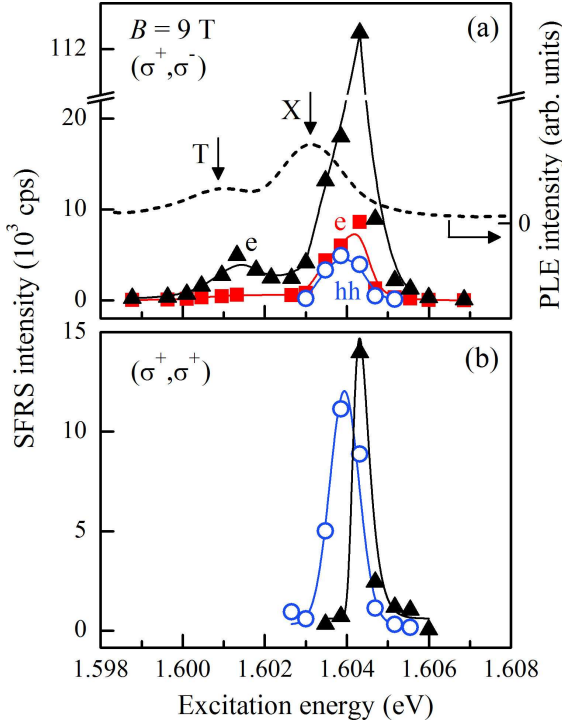 B = 9 T
(σ⁺,σ⁻)
(a)
112
20
10
0
T
X
e
e
hh
0
PLE intensity (arb. units)
SFRS intensity (10³ cps)
(σ⁺,σ⁺)
(b)
15
10
5
0
1.598 1.600 1.602 1.604 1.606 1.608
Excitation energy (eV)